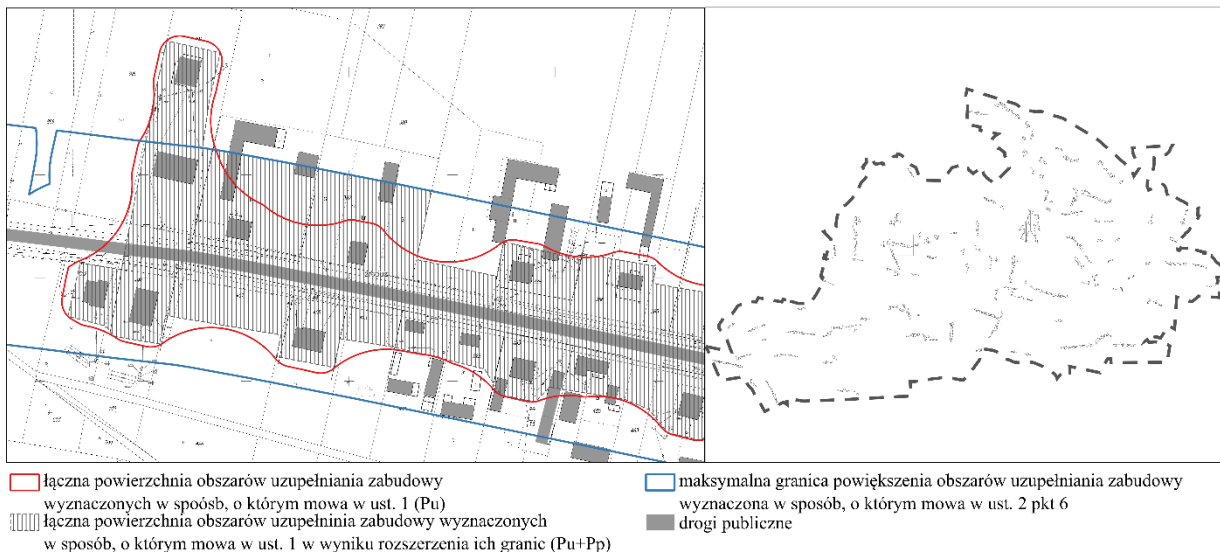 łączna powierzchnia obszarów uzupełniania zabudowy
wyznaczonych w spoósb, o którym mowa w ust. 1 (Pu)
łączna powierzchnia obszarów uzupełninia zabudowy wyznaczonych
w sposób, o którym mowa w ust. 1 w wyniku rozszerzenia ich granic (Pu+Pp)
maksymalna granica powiększenia obszarów uzupełniania zabudowy
wyznaczona w sposób, o którym mowa w ust. 2 pkt 6
drogi publiczne